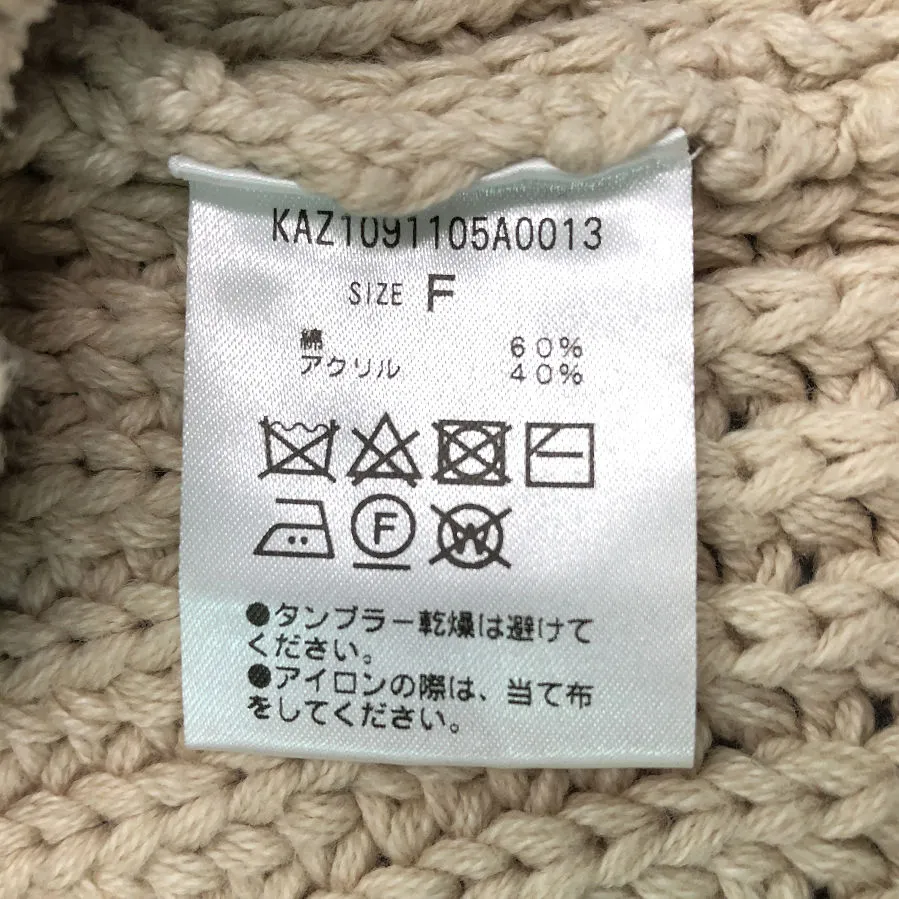 KAZ1091105A0013
SIZE F
綿 60%
アクリル 40%
F
W
●タンブラー乾燥は避けて
ください。
●アイロンの際は、当て布
をしてください。